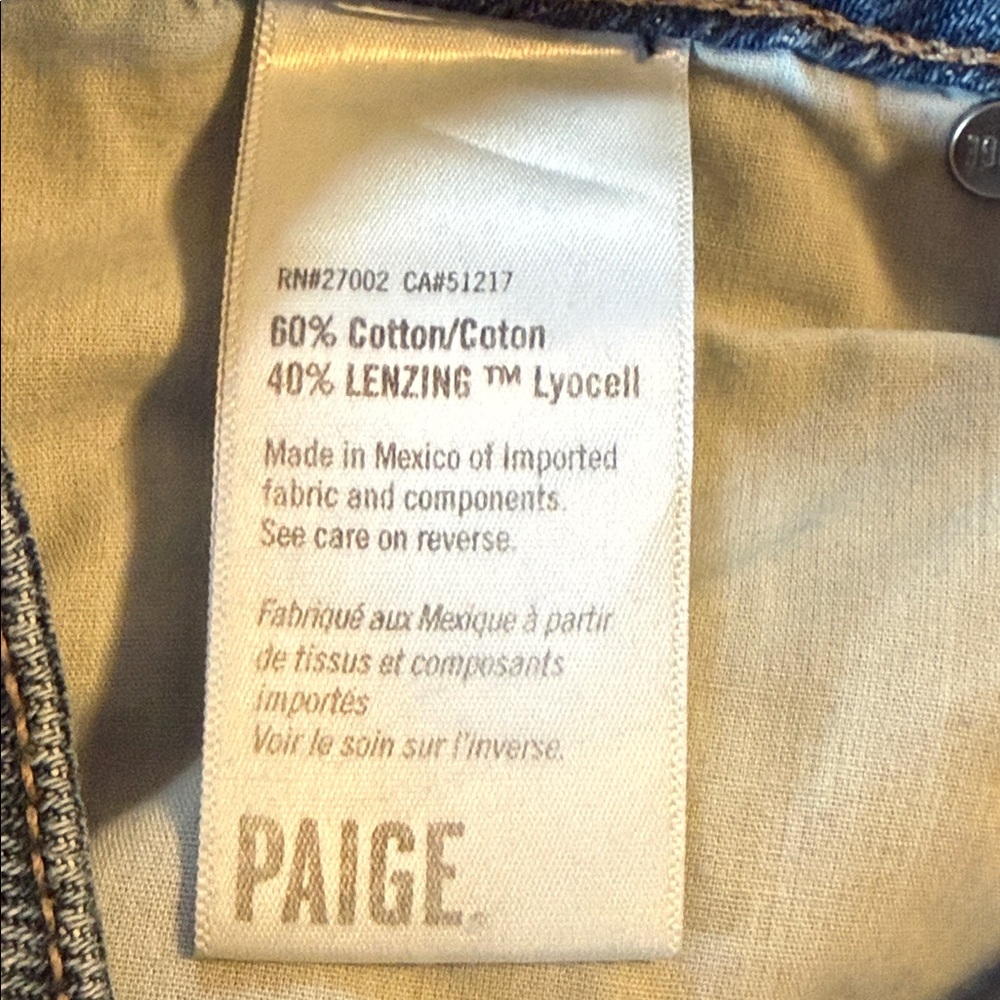 RN#27002 CA#51217
60% Cotton/Coton
40% LENZING ™ Lyocell
Made in Mexico of Imported
fabric and components.
See care on reverse.
Fabriqué aux Mexique à partir
de tissus et composants
importés
Voir le soin sur l'inverse.
PAIGE®